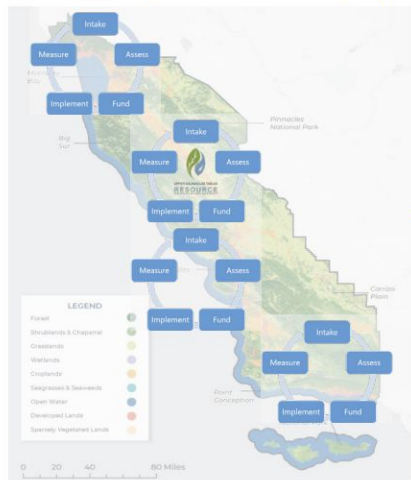 Intake
Measure
Assess
Implement
Fund
Big
Sur
Pinnacles
National Park
Intake
Measure
Assess
RESOURCE
Implement
Fund
Intake
Measure
Assess
Implement
Fund
Carrizo
Plain
LEGEND
Forest
Shrublands & Chaparral
Grasslands
Wetlands
Croplands
Seagrasses & Seaweeds
Open Water
Developed Lands
Sparsely Vegetated Lands
Intake
Measure
Assess
Point
Conception
Implement
Fund
0 20 40 80 Miles